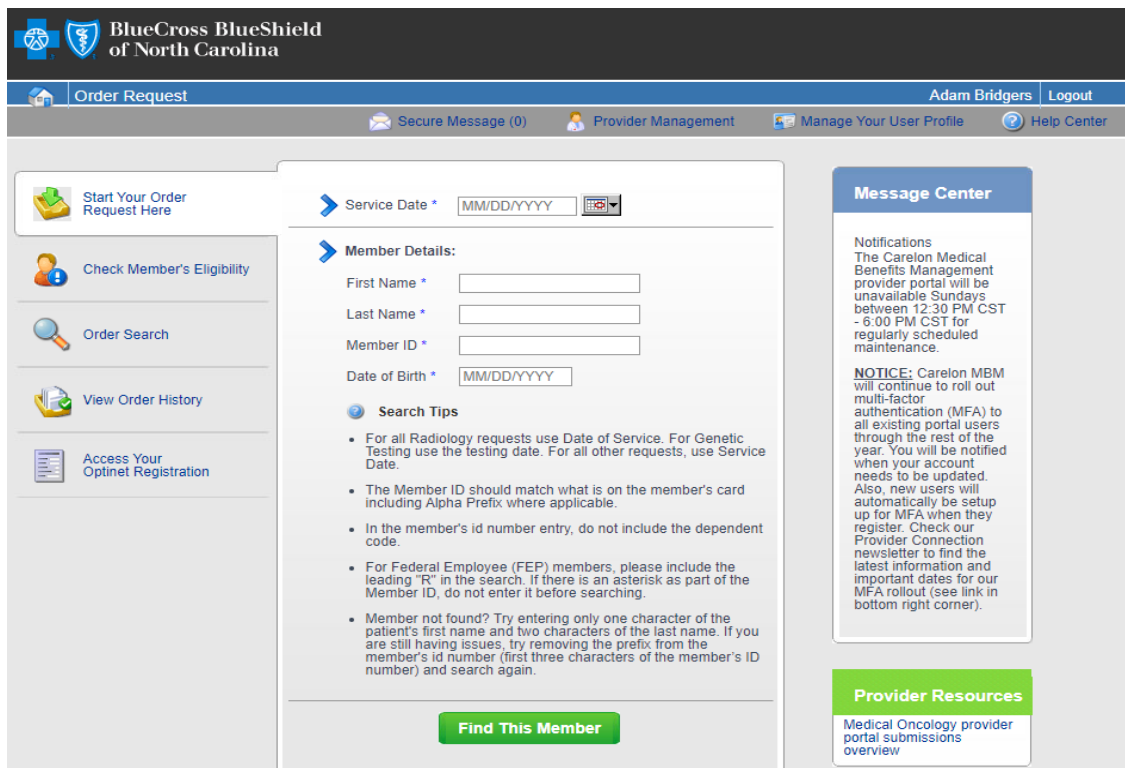 BlueCross BlueShield
of North Carolina
Order Request
Adam Bridgers
Logout
Secure Message (0)
Provider Management
Manage Your User Profile
Help Center
Start Your Order
Request Here
Check Member's Eligibility
Order Search
View Order History
Access Your
Optinet Registration
Service Date *
MM/DD/YYYY
Member Details:
First Name *
Last Name *
Member ID *
Date of Birth *
MM/DD/YYYY
Search Tips
• For all Radiology requests use Date of Service. For Genetic
Testing use the testing date. For all other requests, use Service
Date.
• The Member ID should match what is on the member's card
including Alpha Prefix where applicable.
• In the member's id number entry, do not include the dependent
code.
• For Federal Employee (FEP) members, please include the
leading "R" in the search. If there is an asterisk as part of the
Member ID, do not enter it before searching.
• Member not found? Try entering only one character of the
patient's first name and two characters of the last name. If you
are still having issues, try removing the prefix from the
member's id number (first three characters of the member's ID
number) and search again.
Find This Member
Message Center
Notifications
The Carelon Medical
Benefits Management
provider portal will be
unavailable Sundays
between 12:30 PM CST
- 6:00 PM CST for
regularly scheduled
maintenance.
NOTICE: Carelon MBM
will continue to roll out
multi-factor
authentication (MFA) to
all existing portal users
through the rest of the
year. You will be notified
when your account
needs to be updated.
Also, new users will
automatically be setup
up for MFA when they
register. Check our
Provider Connection
newsletter to find the
latest information and
important dates for our
MFA rollout (see link in
bottom right corner).
Provider Resources
Medical Oncology provider
portal submissions
overview